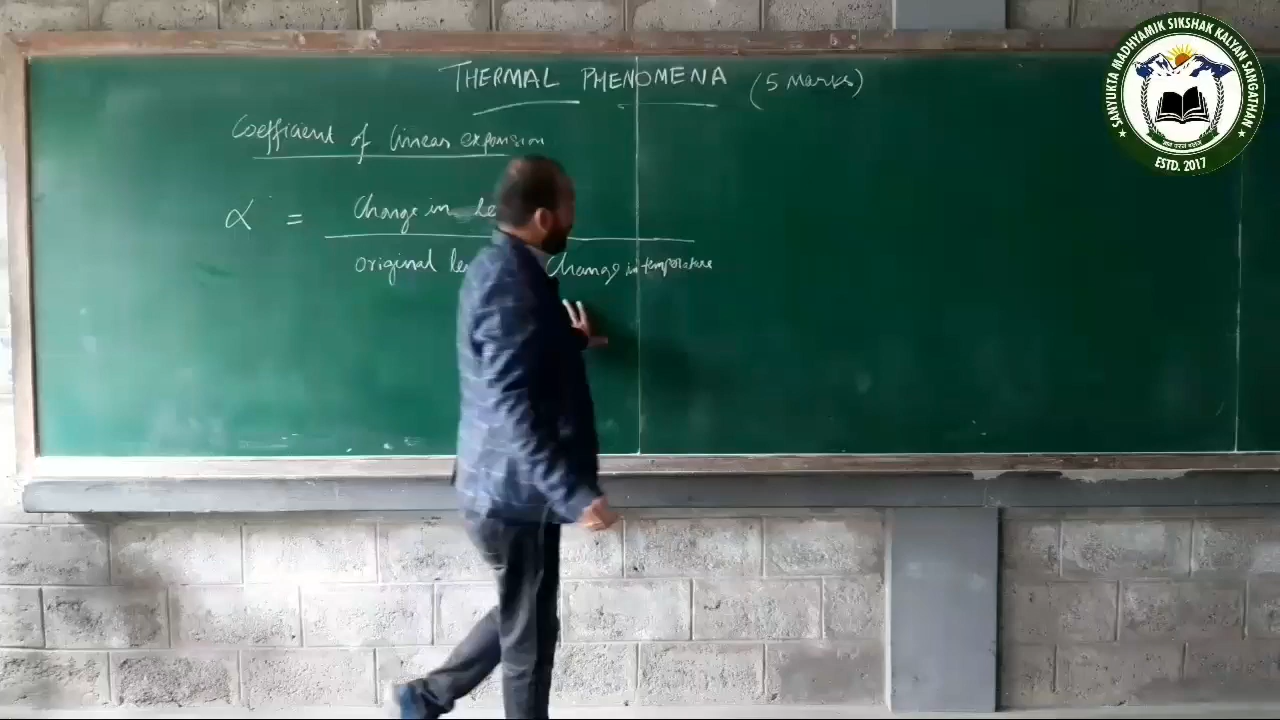 THERMAL PHENOMENA (5 Marks)
Coefficient of linear expansion
α = Change in le
original le Change in temperature
SANYUKTA MADHYAMIK SIKSHAK KALYAN SANGATHAN
ESTD. 2017